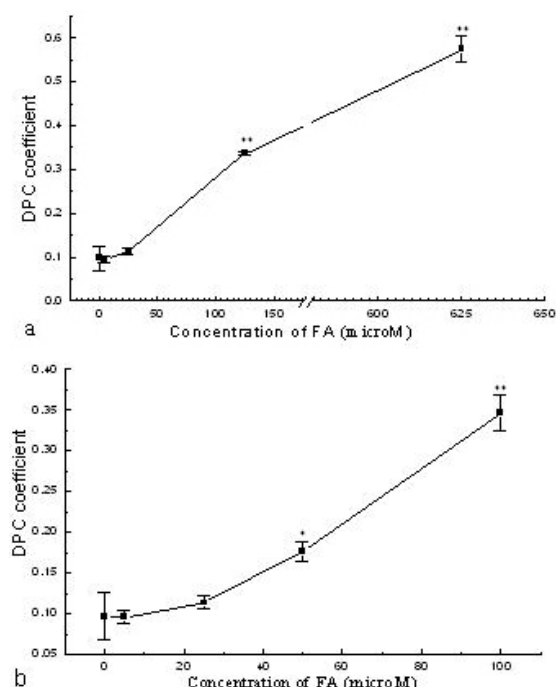 0.7
0.6
0.5
0.4
0.3
0.2
0.1
0.0
DPC coefficient
**
**
0 50 100 150 600 625 650
Concentration of FA (microM)
a
0.40
0.35
0.30
0.25
0.20
0.15
0.10
0.05
DPC coefficient
**
*
0 20 40 60 80 100
Concentration of FA (microM)
b